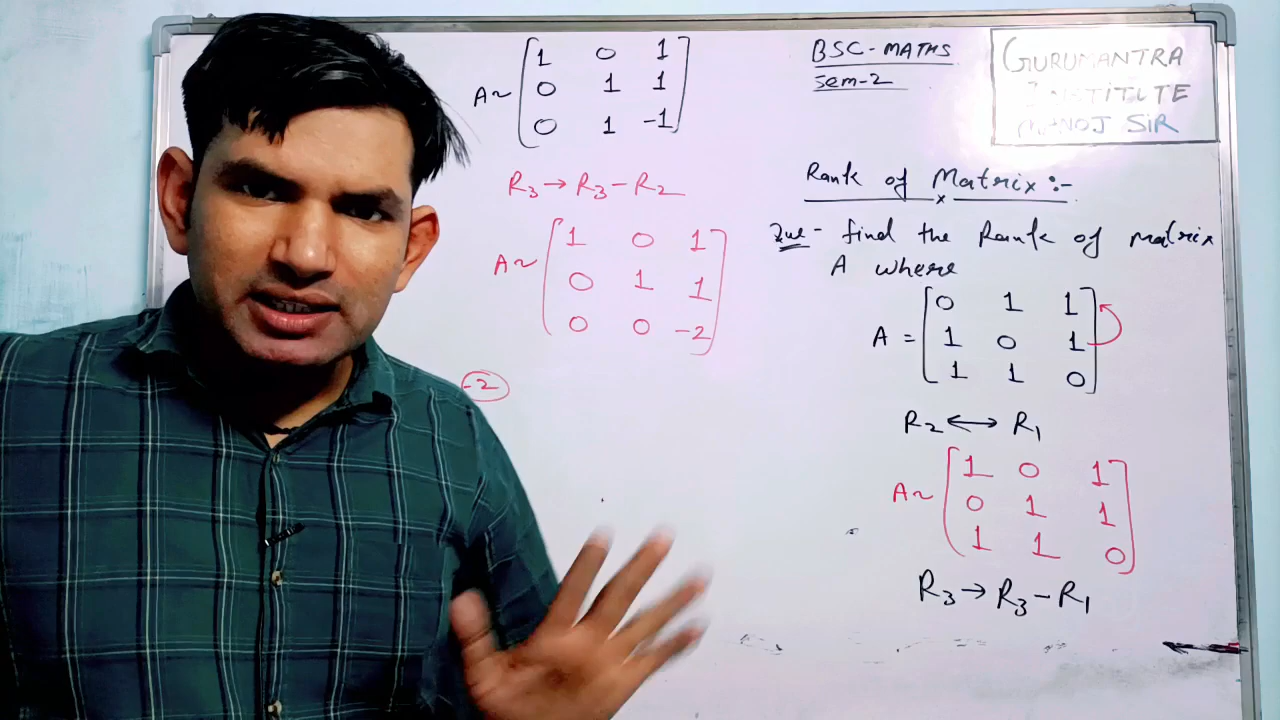 BSC-MATHS
Sem-2
GURUMANTRA
INSTITUTE
MANOJ SIR
Rank of Matrix :-
Que - find the Rank of matrix
A where
A = [0 1 1
1 0 1
1 1 0]
R2 ↔ R1
A ~ [1 0 1
0 1 1
1 1 0]
R3 → R3 - R1
A ~ [1 0 1
0 1 1
0 1 -1]
R3 → R3 - R2
A ~ [1 0 1
0 1 1
0 0 -2]
-2